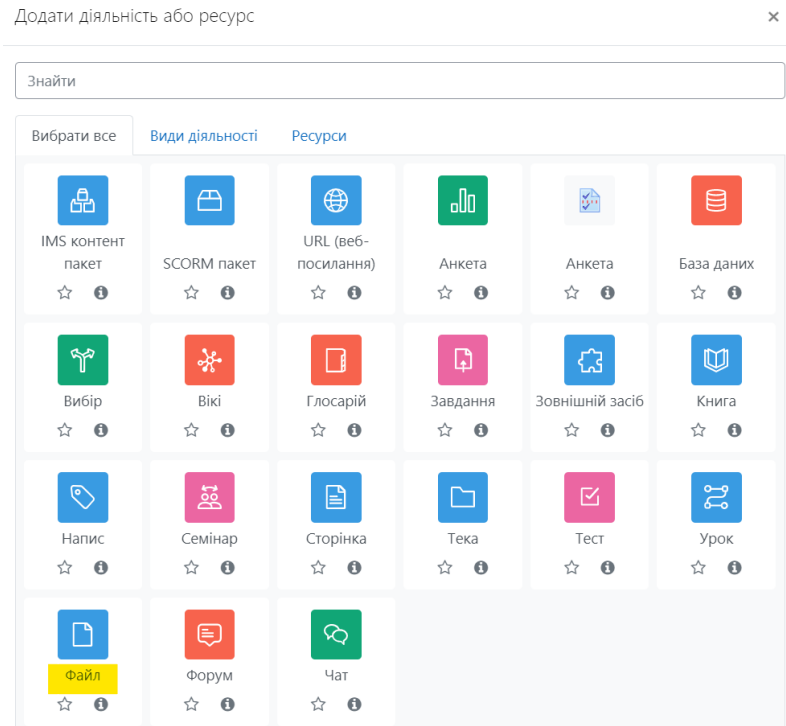 Додати діяльність або ресурс
Знайти
Вибрати все
Види діяльності
Ресурси
IMS контент
пакет
SCORM пакет
URL (веб-
посилання)
Анкета
Анкета
База даних
Вибір
Вікі
Глосарій
Завдання
Зовнішній засіб
Книга
Напис
Семінар
Сторінка
Тека
Тест
Урок
Файл
Форум
Чат